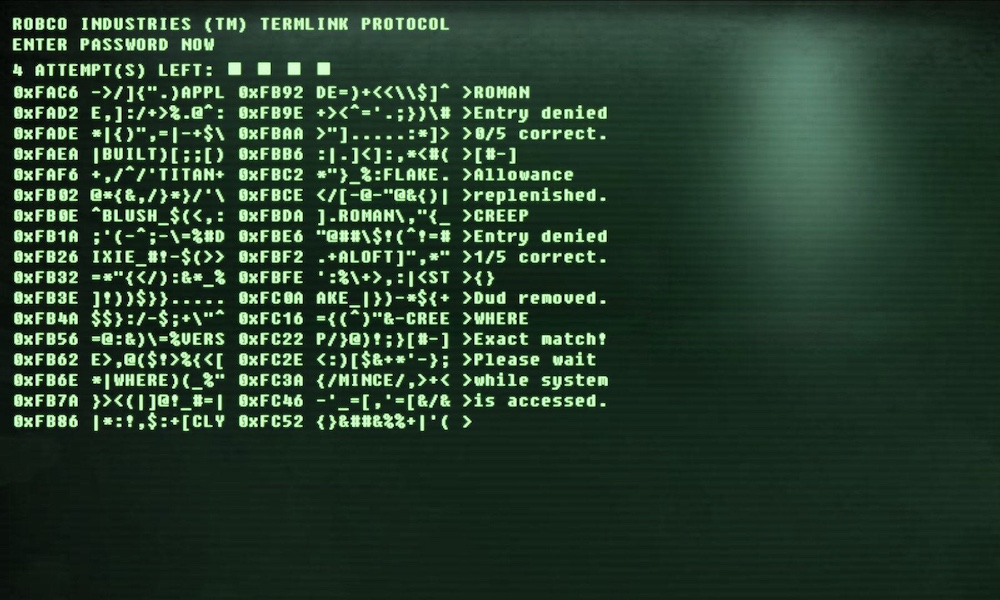 ROBCO INDUSTRIES (TM) TERMLINK PROTOCOL
ENTER PASSWORD NOW
4 ATTEMPT(S) LEFT: ■ ■ ■ ■
0xFAC6 ->/]{".)APPL 0xFB92 DE=)+<<\\$]^ >ROMAN
0xFAD2 E,]:/+>%.@^: 0xFB9E +><^='.;})\# >Entry denied
0xFADE *|{)",=|-+$\ 0xFBAA >"].....:*]> >0/5 correct.
0xFAEA |BUILT)[;;[) 0xFBB6 :|.]<]:,*<#( >[#-]
0xFAF6 +,/^/'TITAN+ 0xFBC2 *"}_%:FLAKE. >Allowance
0xFB02 @*{&,/}*}/'\ 0xFBCE </[-@-"@&{)| >replenished.
0xFB0E ^BLUSH_$(<,: 0xFBDA ].ROMAN\,"{_ >CREEP
0xFB1A ;'(-^;-\=%#D 0xFBE6 "@##\$!(^!=# >Entry denied
0xFB26 IXIE_#!-$(>> 0xFBF2 .+ALOFT]",*" >1/5 correct.
0xFB32 =*"{</):&*_% 0xFBFE ':%\+>,:|<ST >{}
0xFB3E ]!))$}}..... 0xFC0A AKE_|})-*${+ >Dud removed.
0xFB4A $$}:/-$;+\"^ 0xFC16 ={(^)"&-CREE >WHERE
0xFB56 =@:&)\=%VERS 0xFC22 P/}@)!;}[#-] >Exact match!
0xFB62 E>,@($!>%{<[ 0xFC2E <:)[$&+*'-}; >Please wait
0xFB6E *|WHERE)(_%" 0xFC3A {/MINCE/,>+< >while system
0xFB7A }><(|]@!_#=| 0xFC46 -'_=[,'=[&/& >is accessed.
0xFB86 |*:!,$:+[CLY 0xFC52 {}&##&%%+|'( >